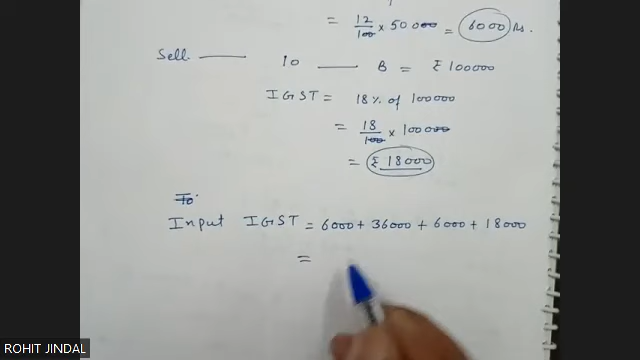 = 12/100 x 50000 = 6000 Rs.
Sell —— 10 —— B = ₹ 100000
IGST = 18% of 100000
= 18/100 x 100000
= ₹ 18000
To
Input IGST = 6000 + 36000 + 6000 + 18000
=
ROHIT JINDAL